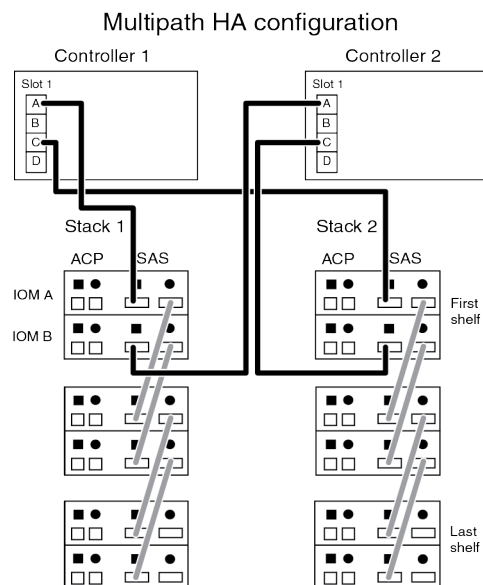 Multipath HA configuration
Controller 1
Controller 2
Slot 1
A
B
C
D
Slot 1
A
B
C
D
Stack 1
Stack 2
ACP SAS
ACP SAS
IOM A
IOM B
First
shelf
Last
shelf